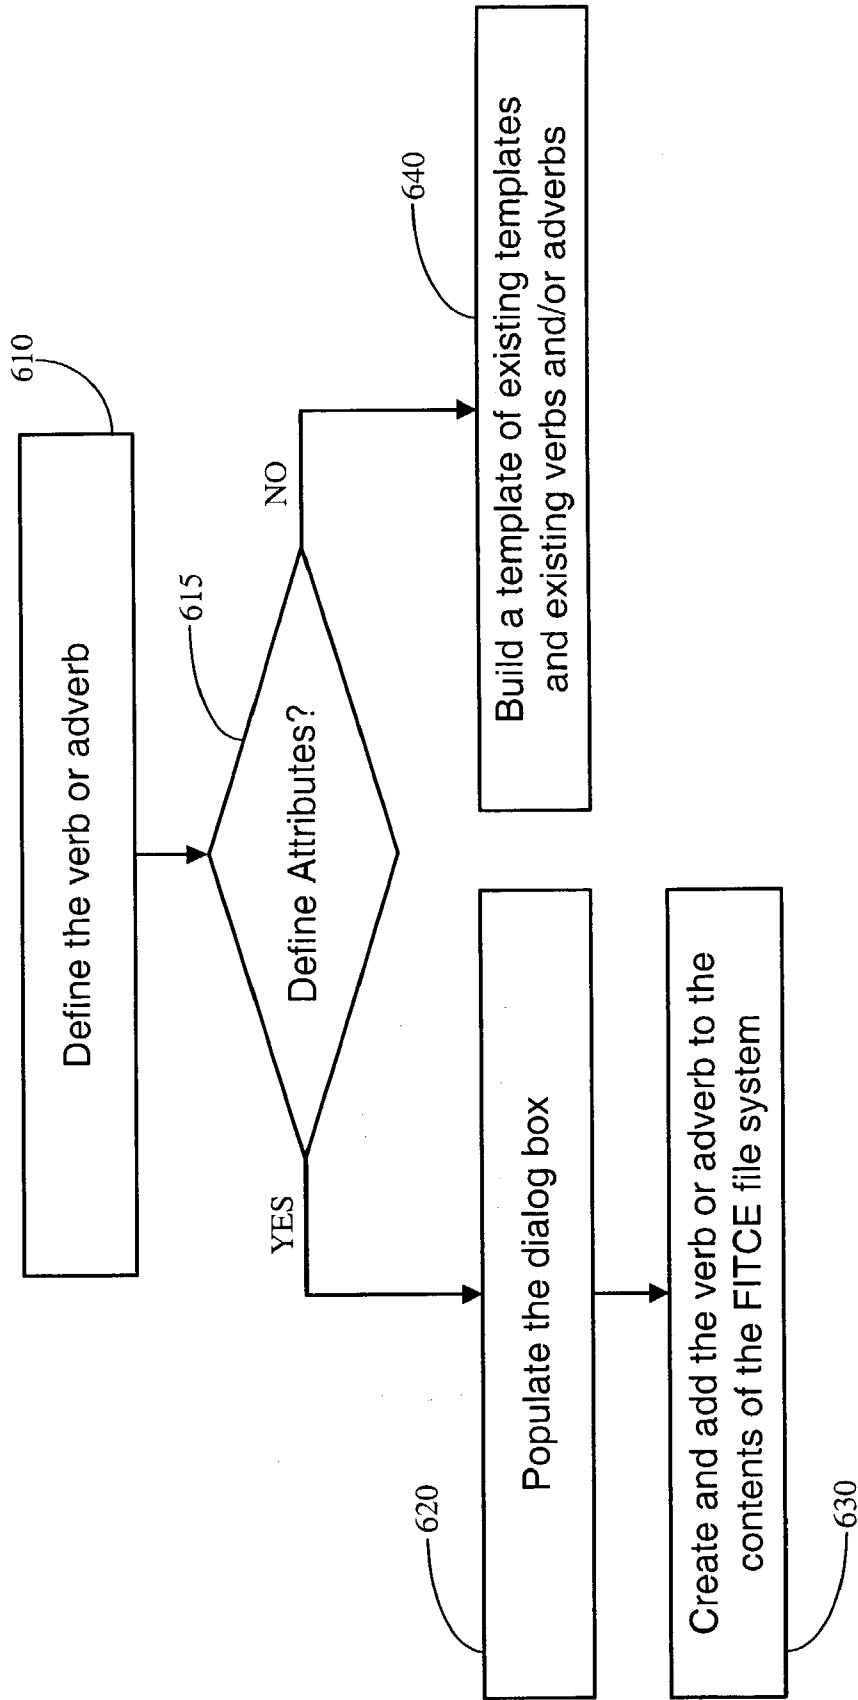 610
Define the verb or adverb
615
Define Attributes?
YES
NO
620
Populate the dialog box
640
Build a template of existing templates
and existing verbs and/or adverbs
Create and add the verb or adverb to the
contents of the FITCE file system
630